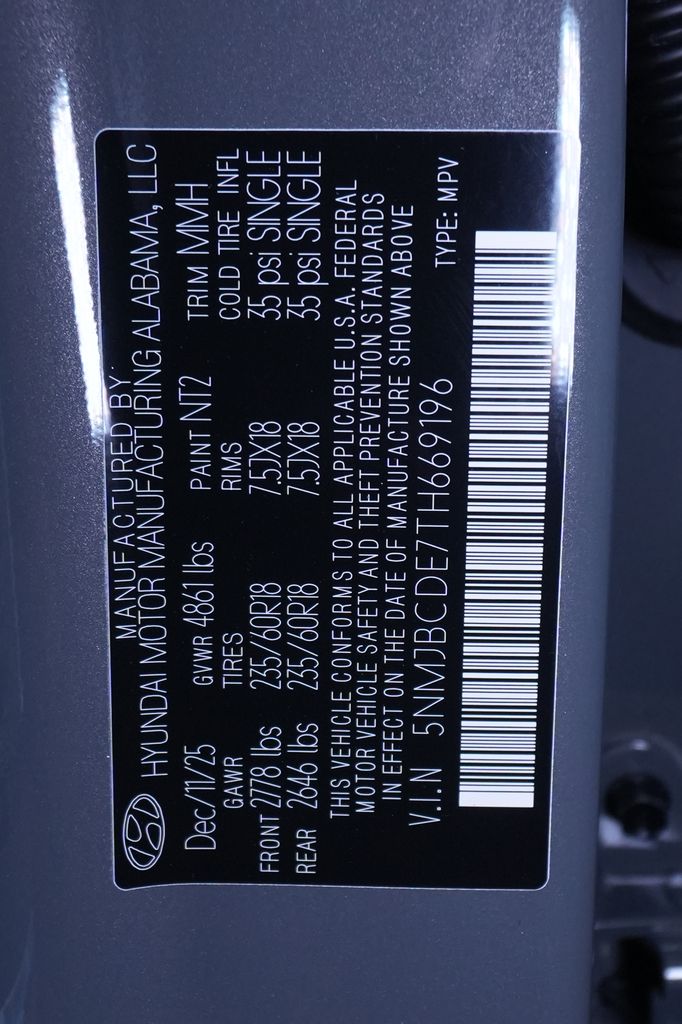 MANUFACTURED BY:
HYUNDAI MOTOR MANUFACTURING ALABAMA, LLC
Dec/11/25 GVWR 4861 lbs PAINT NT2 TRIM MMH
GAWR TIRES RIMS COLD TIRE INFL
FRONT 2778 lbs 235/60R18 7.5JX18 35 psi SINGLE
REAR 2646 lbs 235/60R18 7.5JX18 35 psi SINGLE
THIS VEHICLE CONFORMS TO ALL APPLICABLE U.S.A. FEDERAL
MOTOR VEHICLE SAFETY AND THEFT PREVENTION STANDARDS
IN EFFECT ON THE DATE OF MANUFACTURE SHOWN ABOVE
V.I.N 5NMJBCDE7TH669196 TYPE: MPV